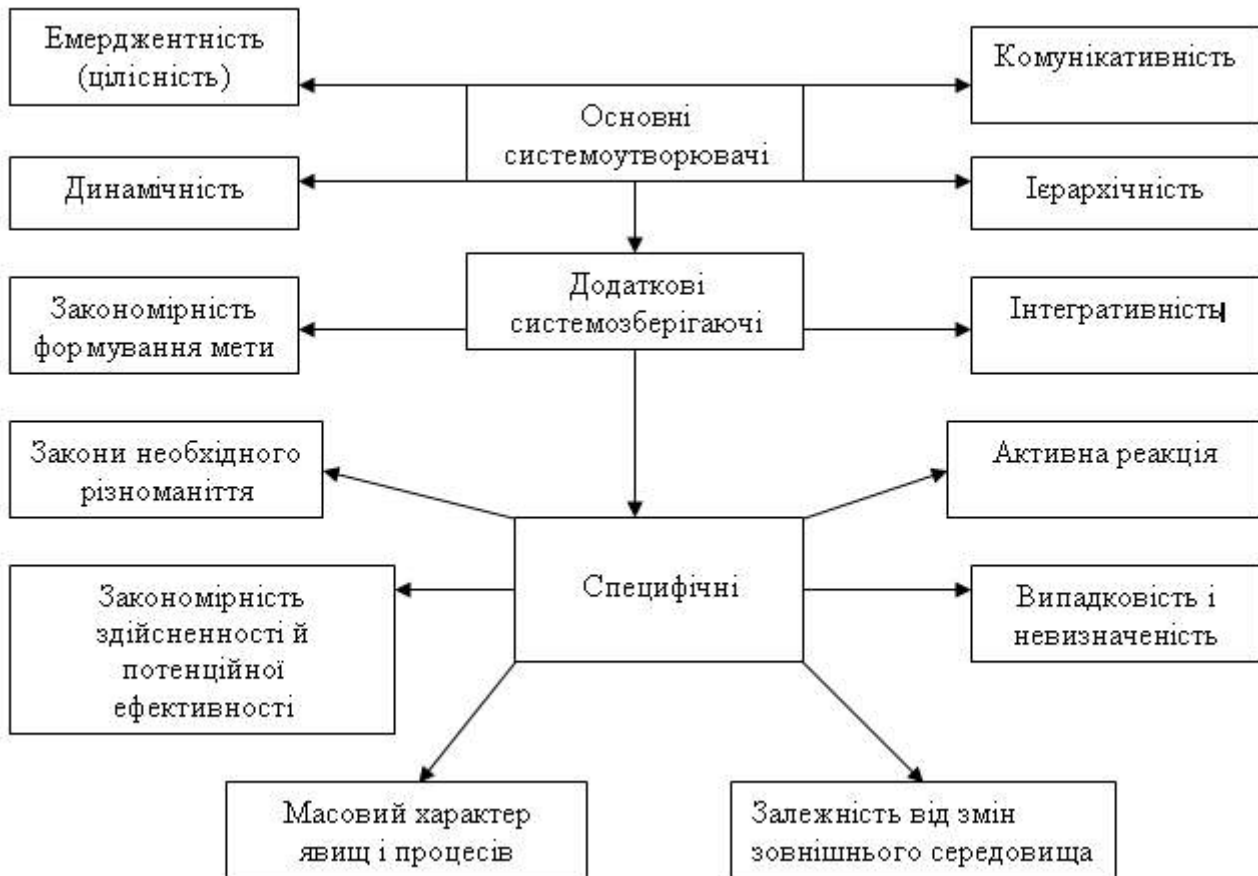 Емерджентність
(цілісність)
Комунікативність
Основні
системоутворювачі
Динамічність
Ієрархічність
Додаткові
системозберігаючі
Закономірність
формування мети
Інтегративність
Закони необхідного
різноманіття
Активна реакція
Специфічні
Закономірність
здійсненності й
потенційної
ефективності
Випадковість і
невизначеність
Масовий характер
явищ і процесів
Залежність від змін
зовнішнього середовища